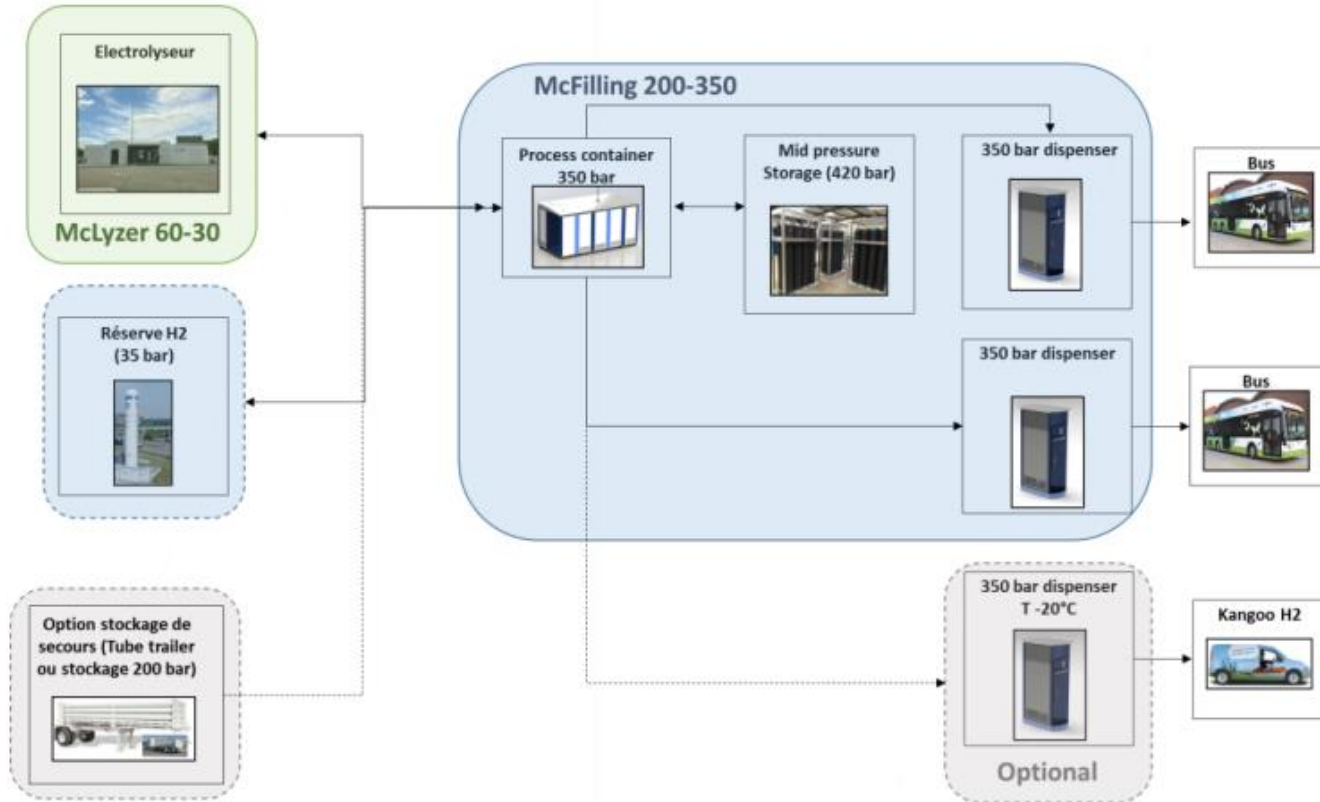 Electrolyseur
McLyzer 60-30
Réserve H2
(35 bar)
Option stockage de
secours (Tube trailer
ou stockage 200 bar)
McFilling 200-350
Process container
350 bar
Mid pressure
Storage (420 bar)
350 bar dispenser
Bus
350 bar dispenser
Bus
350 bar dispenser
T -20°C
Optional
Kangoo H2